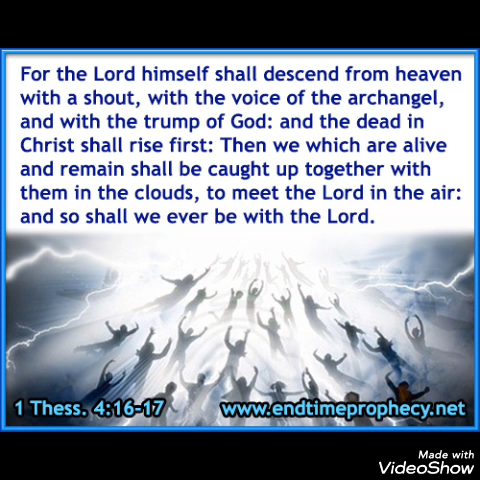 For the Lord himself shall descend from heaven
with a shout, with the voice of the archangel,
and with the trump of God: and the dead in
Christ shall rise first: Then we which are alive
and remain shall be caught up together with
them in the clouds, to meet the Lord in the air:
and so shall we ever be with the Lord.
1 Thess. 4:16-17 www.endtimeprophecy.net
Made with
VideoShow